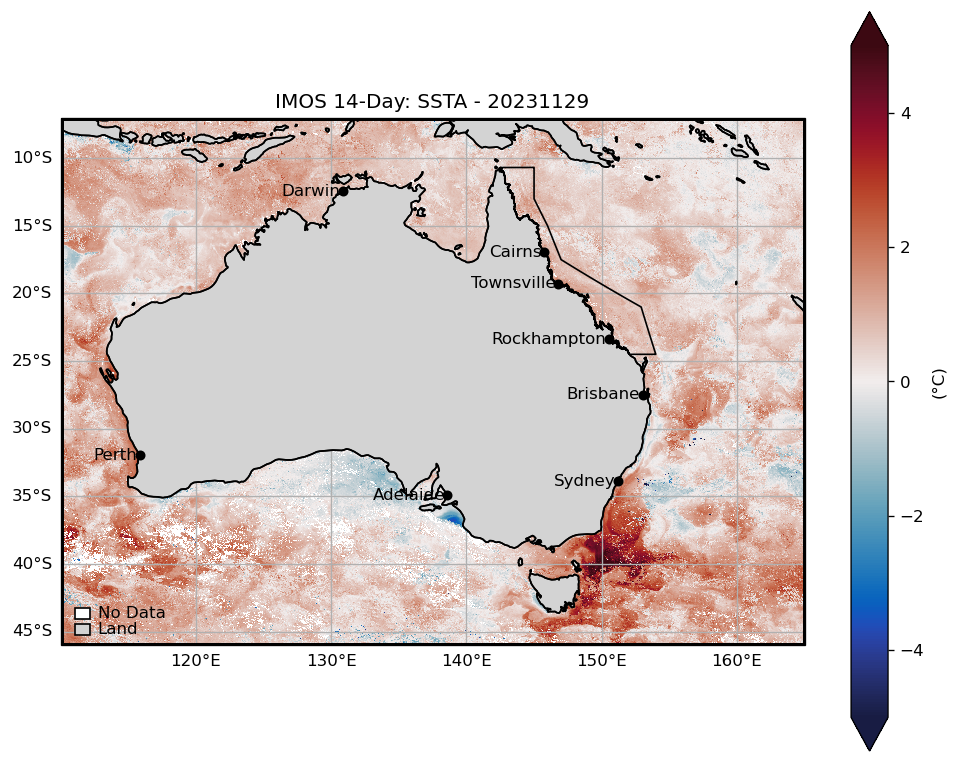 IMOS 14-Day: SSTA - 20231129
10°S
15°S
20°S
25°S
30°S
35°S
40°S
45°S
Darwin
Cairns
Townsville
Rockhampton
Brisbane
Perth
Sydney
Adelaide
No Data
Land
120°E 130°E 140°E 150°E 160°E
4
2
0
−2
−4
(°C)